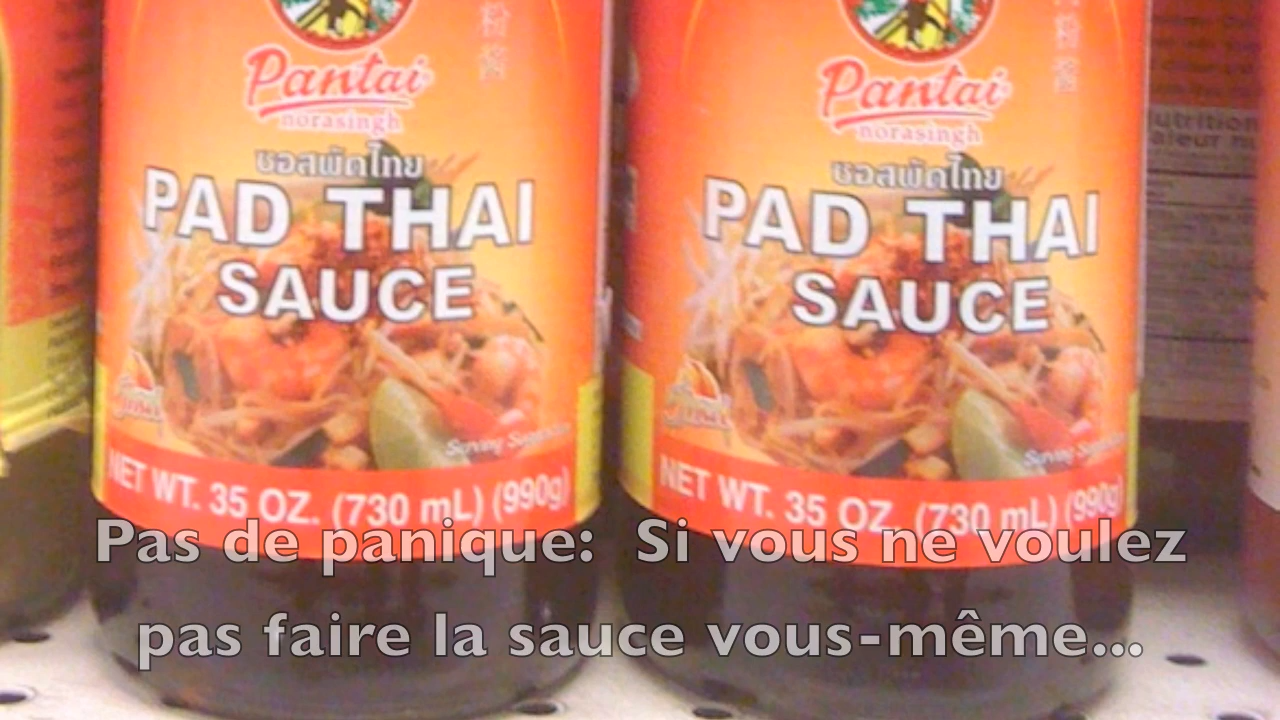 Pantai
norasingh
ซอสผัดไทย
PAD THAI
SAUCE
NET WT. 35 OZ. (730 mL) (990g)
Pantai
norasingh
ซอสผัดไทย
PAD THAI
SAUCE
NET WT. 35 OZ. (730 mL) (990g)
Pas de panique: Si vous ne voulez
pas faire la sauce vous-même...